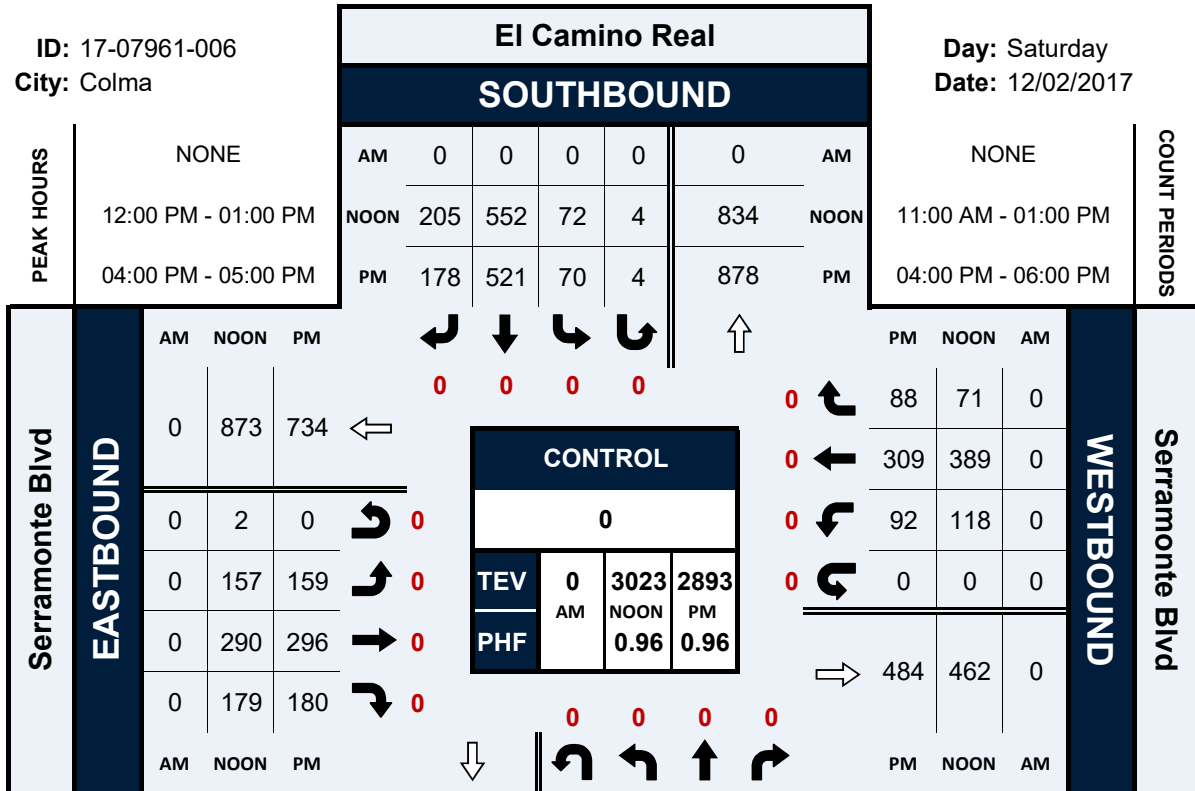 El Camino Real
ID: 17-07961-006
Day: Saturday
City: Colma
Date: 12/02/2017
SOUTHBOUND
PEAK HOURS
NONE
12:00 PM - 01:00 PM
04:00 PM - 05:00 PM
AM 0 0 0 0 0 AM
NOON 205 552 72 4 834 NOON
PM 178 521 70 4 878 PM
NONE
11:00 AM - 01:00 PM
04:00 PM - 06:00 PM
COUNT PERIODS
Serramonte Blvd
EASTBOUND
AM NOON PM
0 873 734
0 2 0 0
0 157 159 0
0 290 296 0
0 179 180 0
AM NOON PM
0 0 0 0
CONTROL
0
TEV 0 3023 2893
AM NOON PM
PHF 0.96 0.96
0 0 0 0
PM NOON AM
0 88 71 0
0 309 389 0
0 92 118 0
0 0 0 0
484 462 0
PM NOON AM
WESTBOUND
Serramonte Blvd